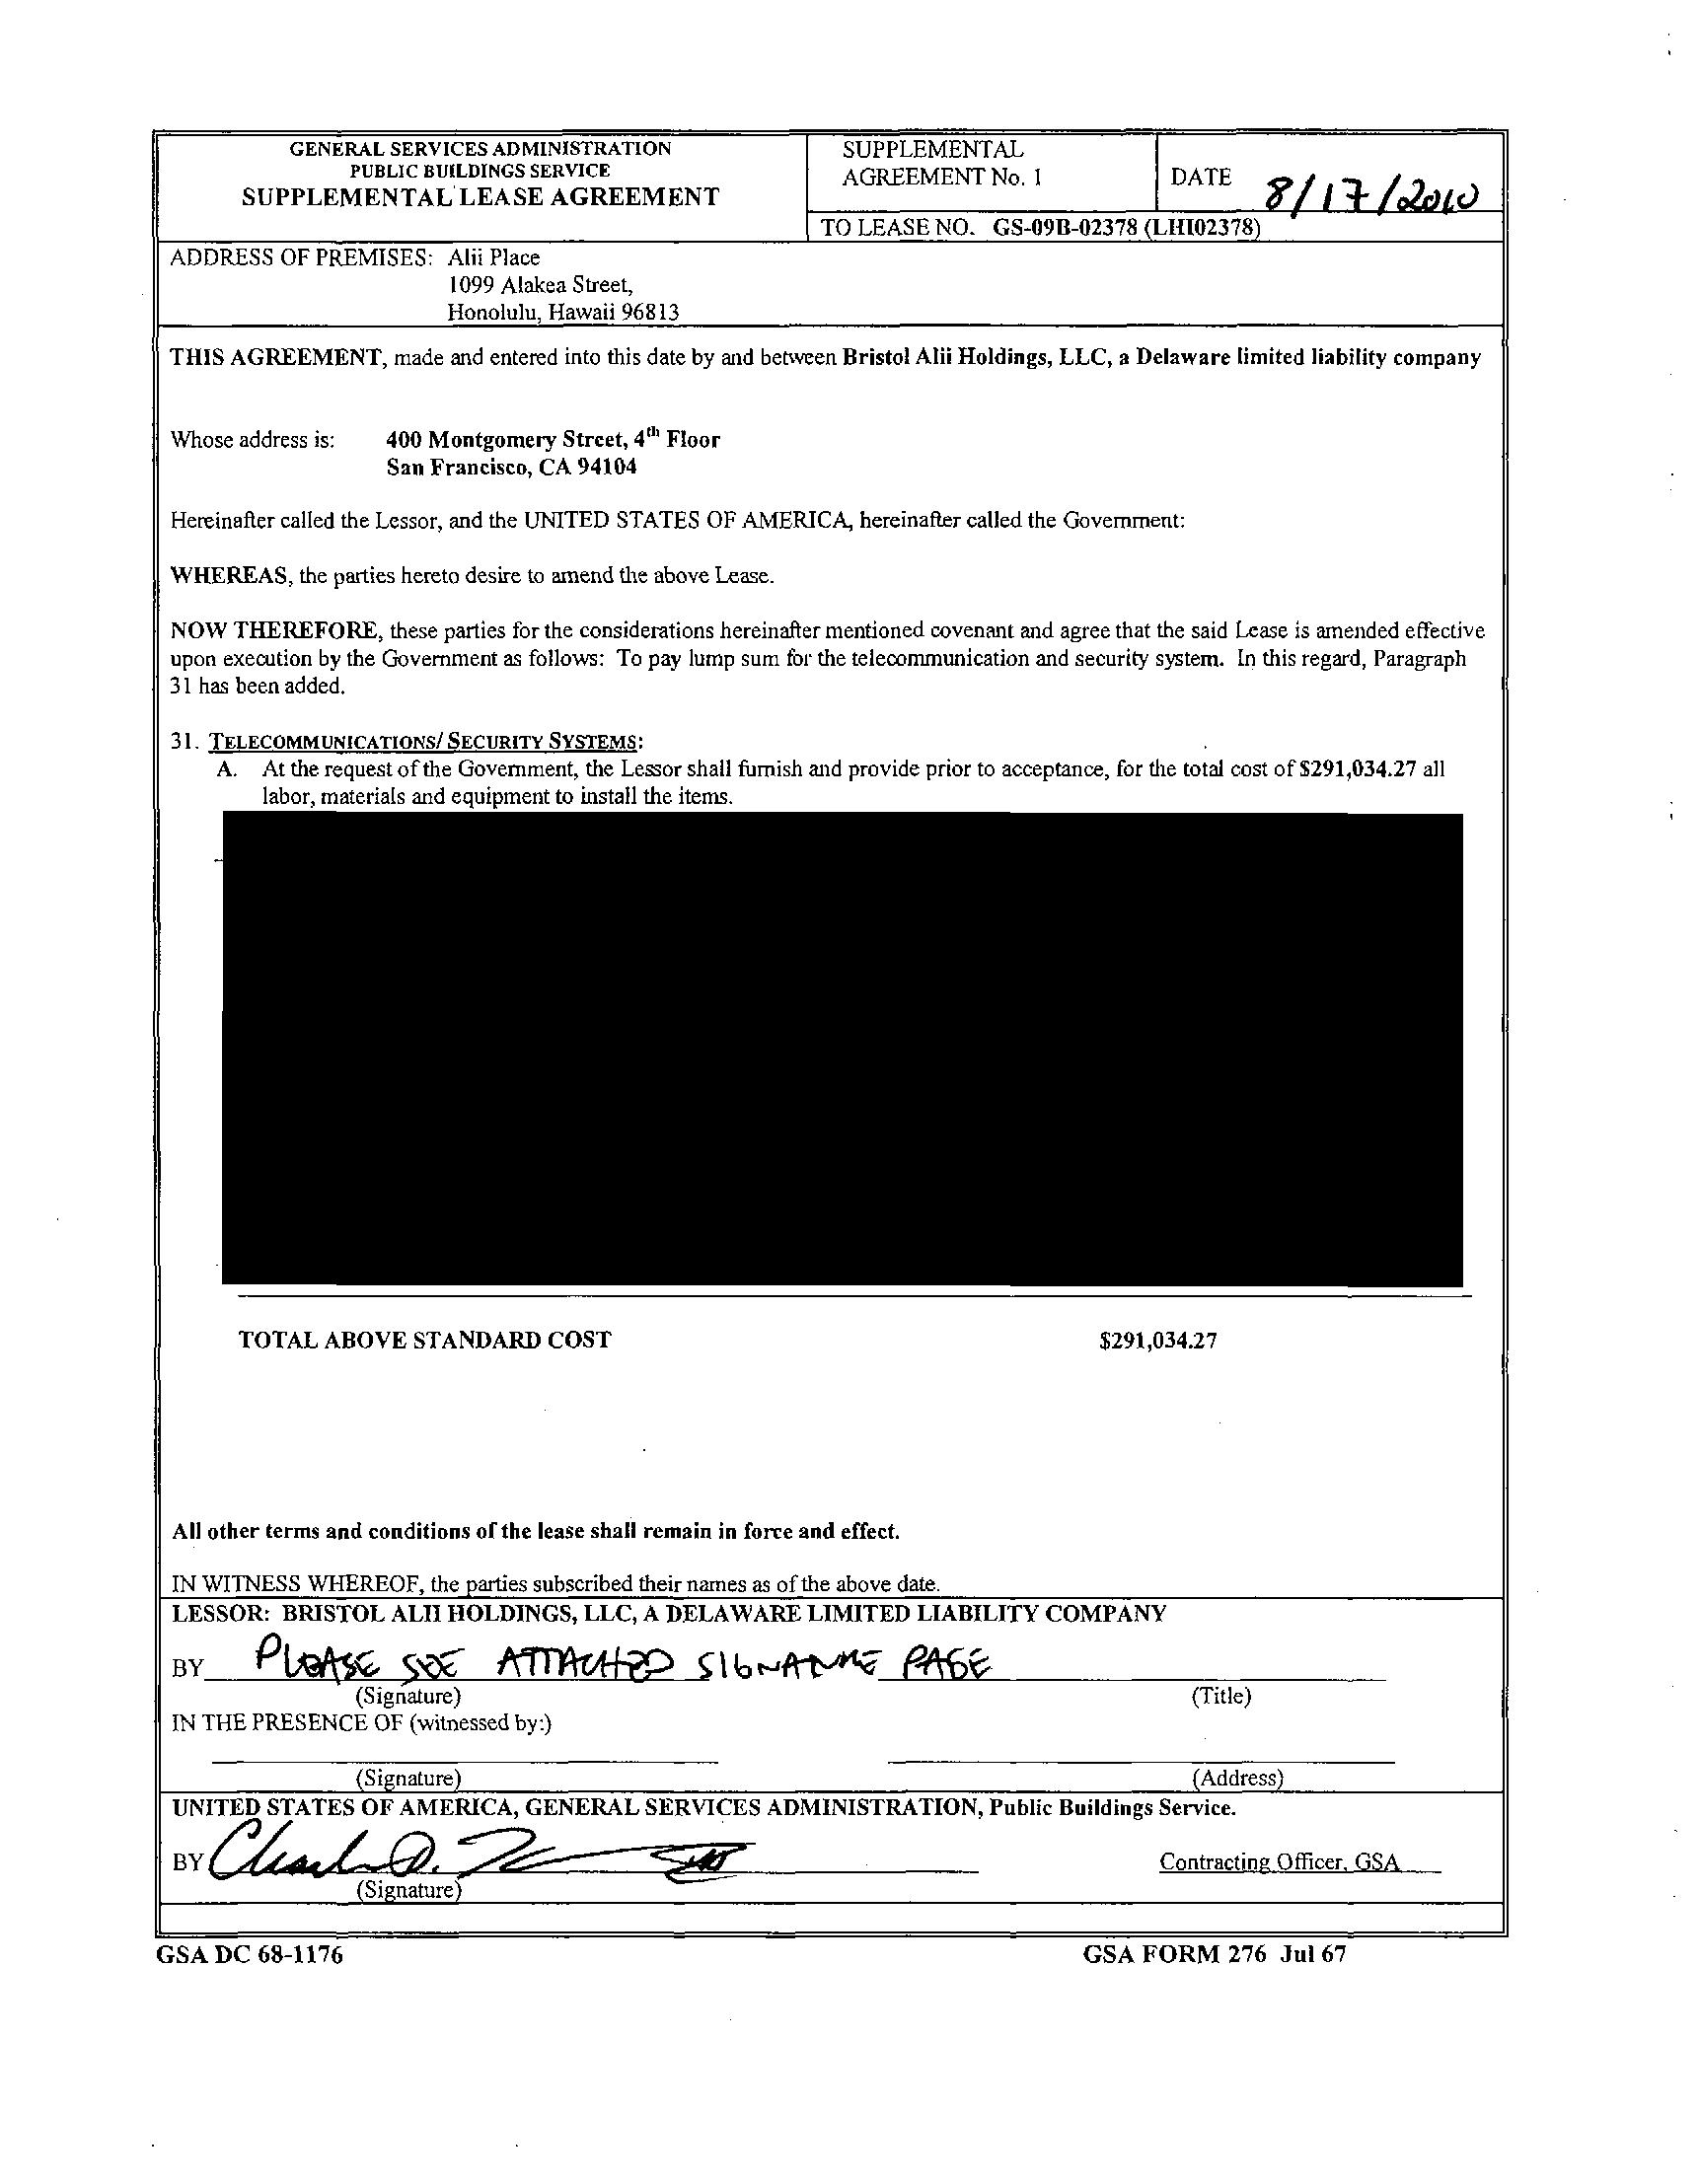 GENERAL SERVICES ADMINISTRATION
PUBLIC BUILDINGS SERVICE
SUPPLEMENTAL LEASE AGREEMENT
SUPPLEMENTAL
AGREEMENT No. 1
DATE 8/17/2010
TO LEASE NO. GS-09B-02378 (LHI02378)
ADDRESS OF PREMISES: Alii Place
1099 Alakea Street,
Honolulu, Hawaii 96813
THIS AGREEMENT, made and entered into this date by and between Bristol Alii Holdings, LLC, a Delaware limited liability company
Whose address is: 400 Montgomery Street, 4th Floor
San Francisco, CA 94104
Hereinafter called the Lessor, and the UNITED STATES OF AMERICA, hereinafter called the Government:
WHEREAS, the parties hereto desire to amend the above Lease.
NOW THEREFORE, these parties for the considerations hereinafter mentioned covenant and agree that the said Lease is amended effective
upon execution by the Government as follows: To pay lump sum for the telecommunication and security system. In this regard, Paragraph
31 has been added.
31. TELECOMMUNICATIONS/ SECURITY SYSTEMS:
A. At the request of the Government, the Lessor shall furnish and provide prior to acceptance, for the total cost of $291,034.27 all
labor, materials and equipment to install the items.
TOTAL ABOVE STANDARD COST $291,034.27
All other terms and conditions of the lease shall remain in force and effect.
IN WITNESS WHEREOF, the parties subscribed their names as of the above date.
LESSOR: BRISTOL ALII HOLDINGS, LLC, A DELAWARE LIMITED LIABILITY COMPANY
BY PLEASE SEE ATTACHED SIGNATURE PAGE
(Signature) (Title)
IN THE PRESENCE OF (witnessed by:)
(Signature) (Address)
UNITED STATES OF AMERICA, GENERAL SERVICES ADMINISTRATION, Public Buildings Service.
BY Contracting Officer, GSA
(Signature)
GSA DC 68-1176 GSA FORM 276 Jul 67